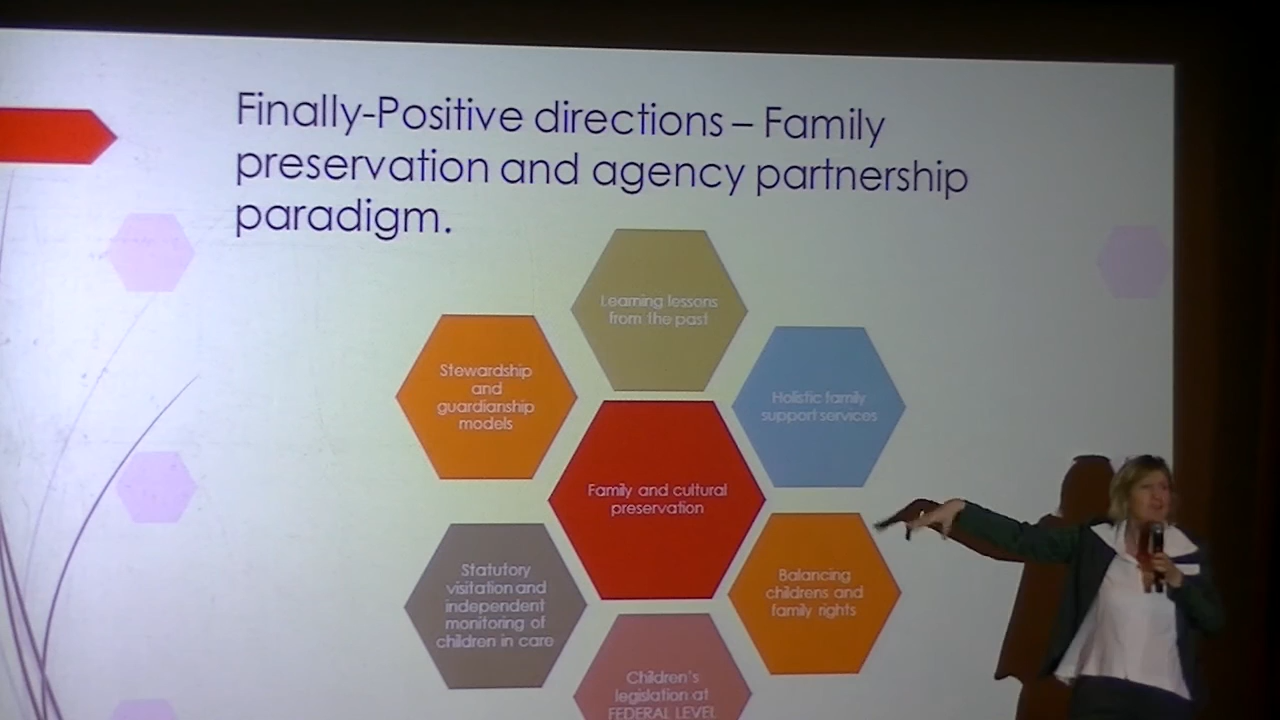 Finally-Positive directions – Family
preservation and agency partnership
paradigm.
Learning lessons
from the past
Stewardship
and
guardianship
models
Holistic family
support services
Family and cultural
preservation
Statutory
visitation and
independent
monitoring of
children in care
Balancing
childrens and
family rights
Children's
legislation at
FEDERAL LEVEL